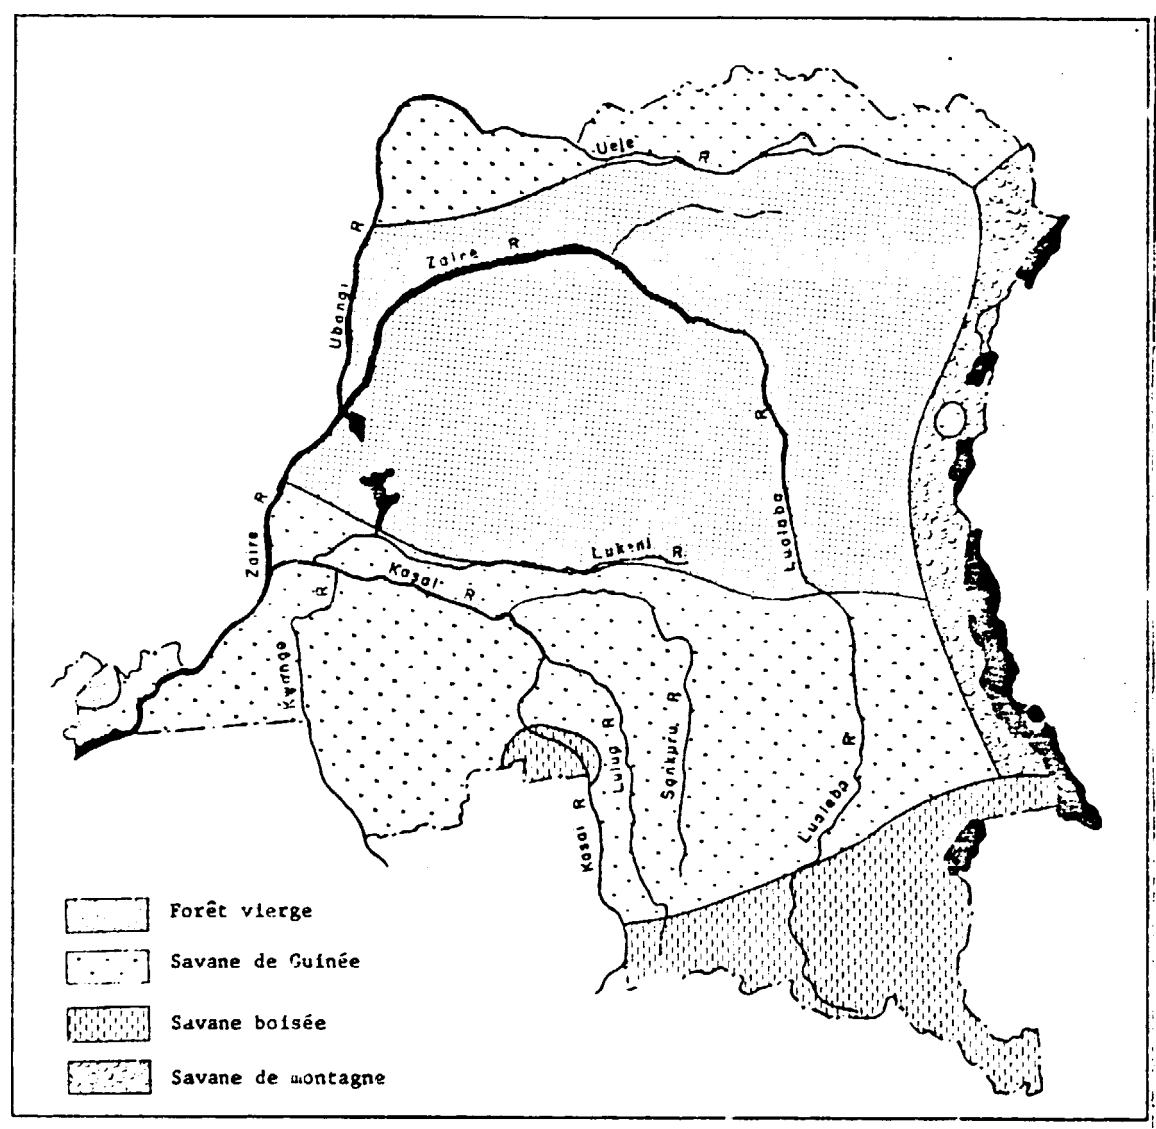 Uele R
R
Zaire R
Ubangi
R
R
Zaire
Lualaba
Lukeni R
Kasai R
R
Kwango
Sankuru R
Lulua R
R
Lualaba
Kasai R
Forêt vierge
Savane de Guinée
Savane boisée
Savane de montagne